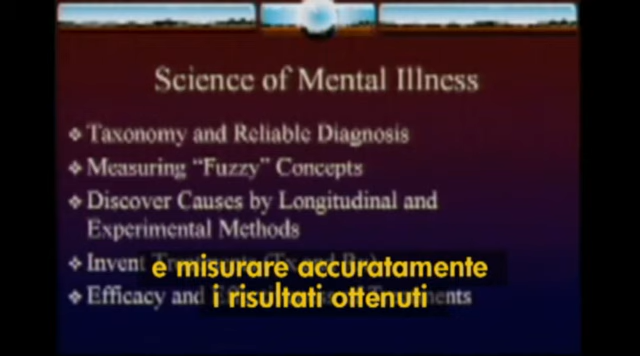 Science of Mental Illness
❖ Taxonomy and Reliable Diagnosis
❖ Measuring “Fuzzy” Concepts
❖ Discover Causes by Longitudinal and
Experimental Methods
❖ Invent
e misurare accuratamente
❖ Efficacy and
i risultati ottenuti